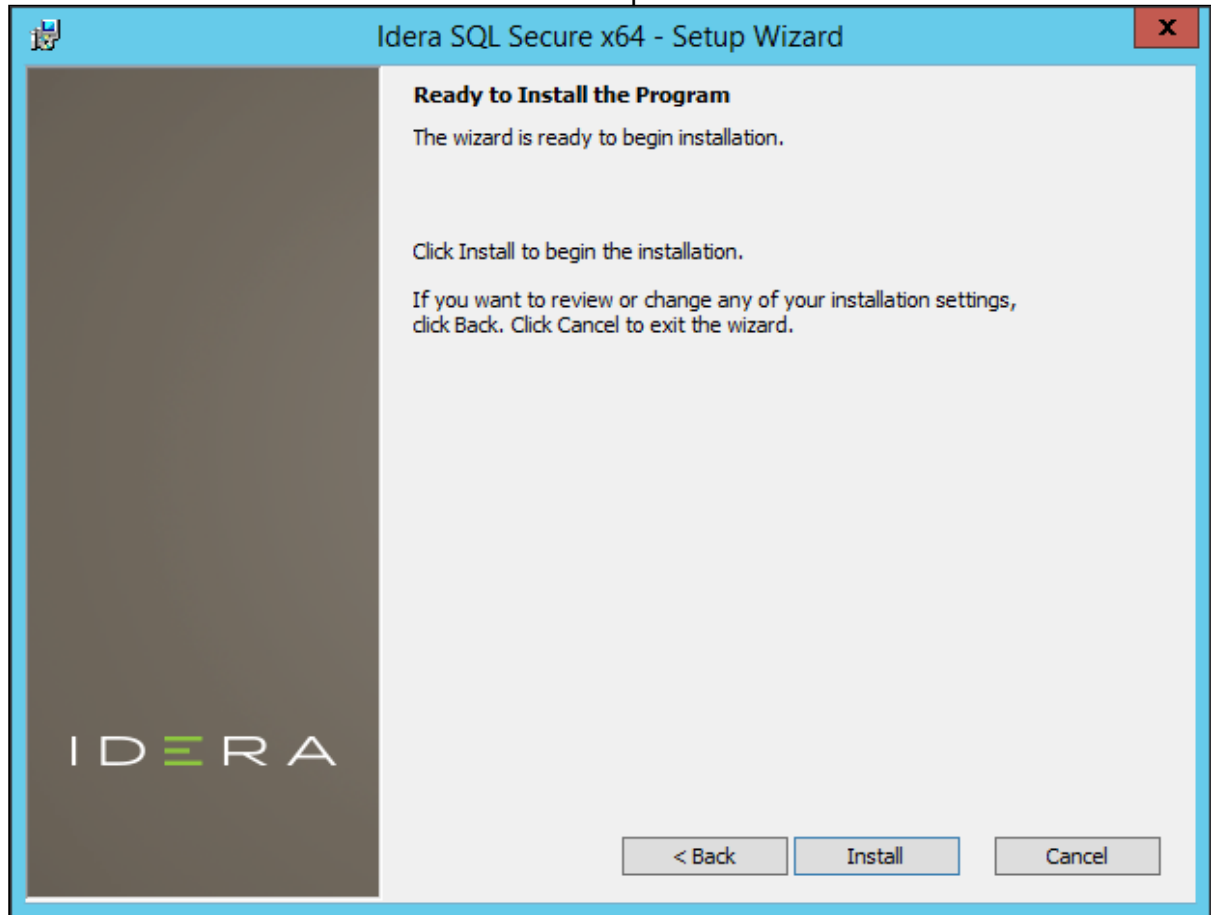 Idera SQL Secure x64 - Setup Wizard
x
Ready to Install the Program
The wizard is ready to begin installation.
Click Install to begin the installation.
If you want to review or change any of your installation settings,
click Back. Click Cancel to exit the wizard.
IDERA
< Back Install Cancel